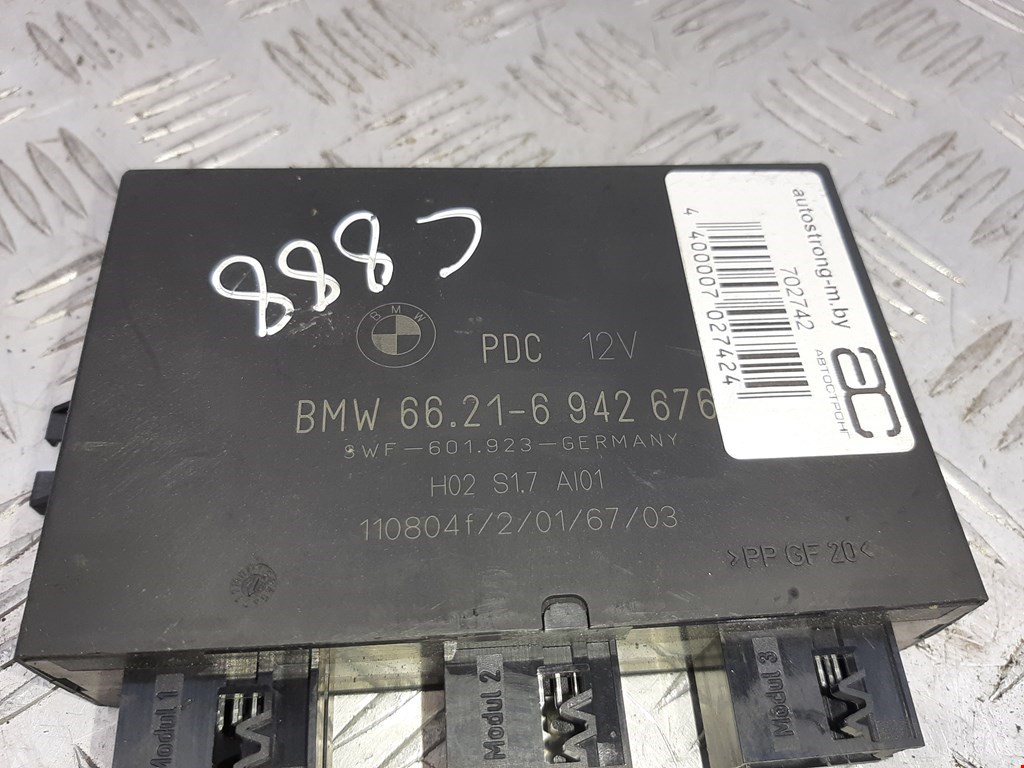 888
BMW
PDC 12V
BMW 66.21-6 942 676
SWF-601.923-GERMANY
H02 S1.7 AI01
110804f/2/01/67/03
>PP GF 20<
autostrong-m.by
702742
4 400007 027424
АВТОСТРОНГ
Modul 1
Modul 2
Modul 3